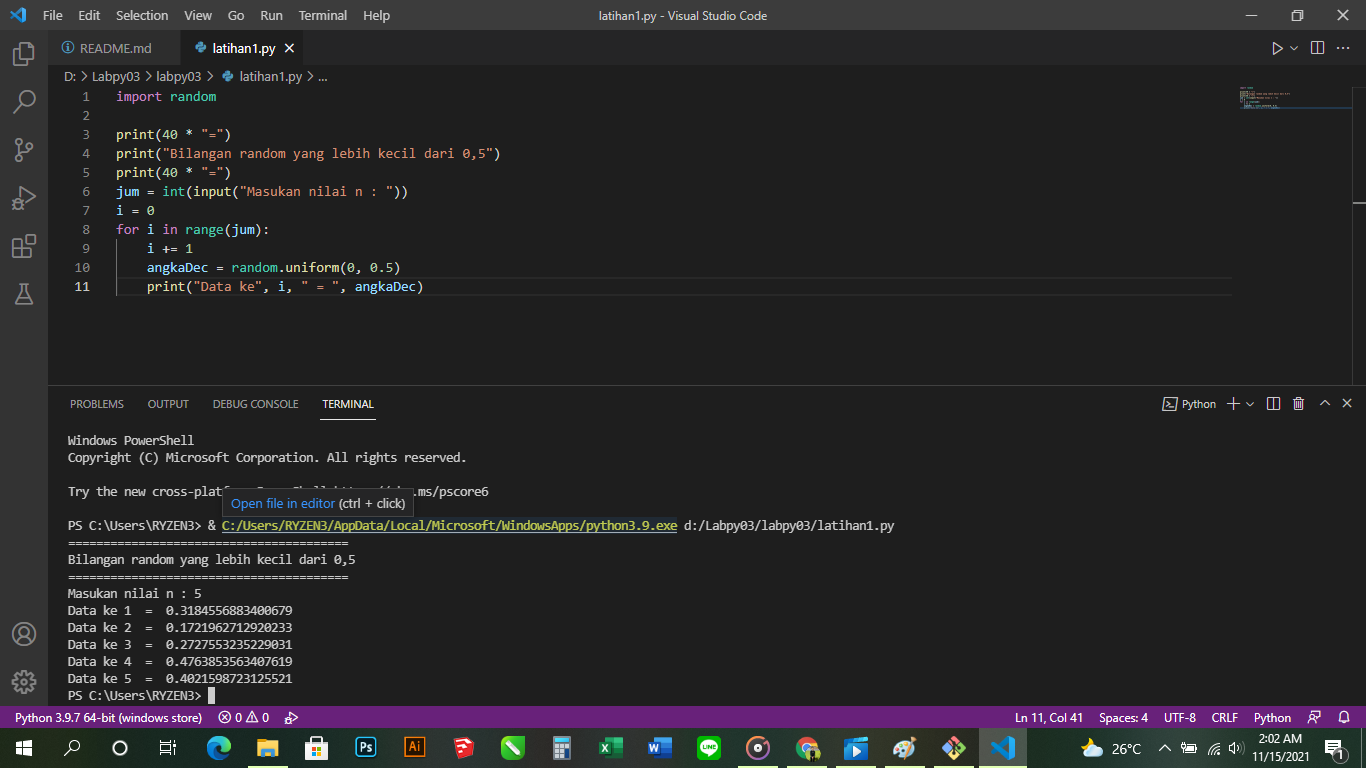 File Edit Selection View Go Run Terminal Help latihan1.py - Visual Studio Code
README.md latihan1.py
D: > Labpy03 > labpy03 > latihan1.py > ...
1 import random
2
3 print(40 * "=")
4 print("Bilangan random yang lebih kecil dari 0,5")
5 print(40 * "=")
6 jum = int(input("Masukan nilai n : "))
7 i = 0
8 for i in range(jum):
9 i += 1
10 angkaDec = random.uniform(0, 0.5)
11 print("Data ke", i, " = ", angkaDec)
PROBLEMS OUTPUT DEBUG CONSOLE TERMINAL Python
Windows PowerShell
Copyright (C) Microsoft Corporation. All rights reserved.
Try the new .ms/pscore6
Open file in editor (ctrl + click)
PS C:\Users\RYZEN3> & C:/Users/RYZEN3/AppData/Local/Microsoft/WindowsApps/python3.9.exe d:/Labpy03/labpy03/latihan1.py
========================================
Bilangan random yang lebih kecil dari 0,5
========================================
Masukan nilai n : 5
Data ke 1 = 0.3184556883400679
Data ke 2 = 0.1721962712920233
Data ke 3 = 0.2727553235229031
Data ke 4 = 0.4763853563407619
Data ke 5 = 0.4021598723125521
PS C:\Users\RYZEN3>
Python 3.9.7 64-bit (windows store) 0 0 Ln 11, Col 41 Spaces: 4 UTF-8 CRLF Python
Ps Ai LINE 26°C 2:02 AM
11/15/2021 1